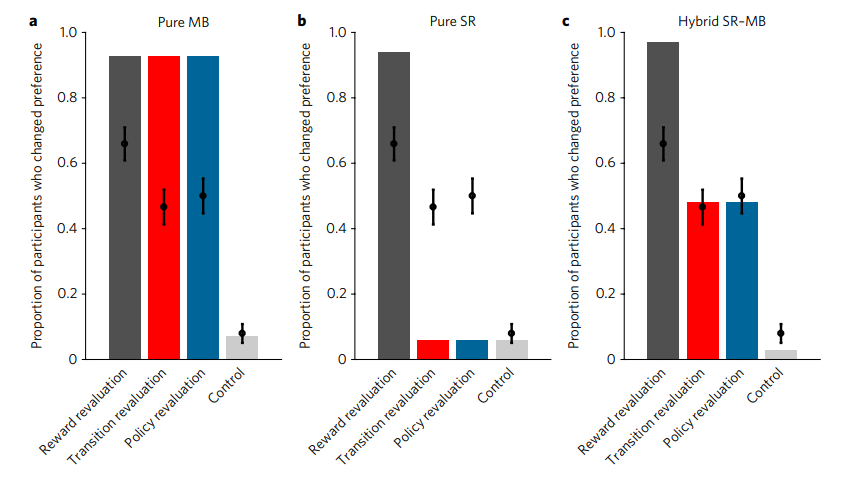 a
Pure MB
Proportion of participants who changed preference
1.0
0.8
0.6
0.4
0.2
0
Reward revaluation
Transition revaluation
Policy revaluation
Control
b
Pure SR
Proportion of participants who changed preference
1.0
0.8
0.6
0.4
0.2
0
Reward revaluation
Transition revaluation
Policy revaluation
Control
c
Hybrid SR–MB
Proportion of participants who changed preference
1.0
0.8
0.6
0.4
0.2
0
Reward revaluation
Transition revaluation
Policy revaluation
Control